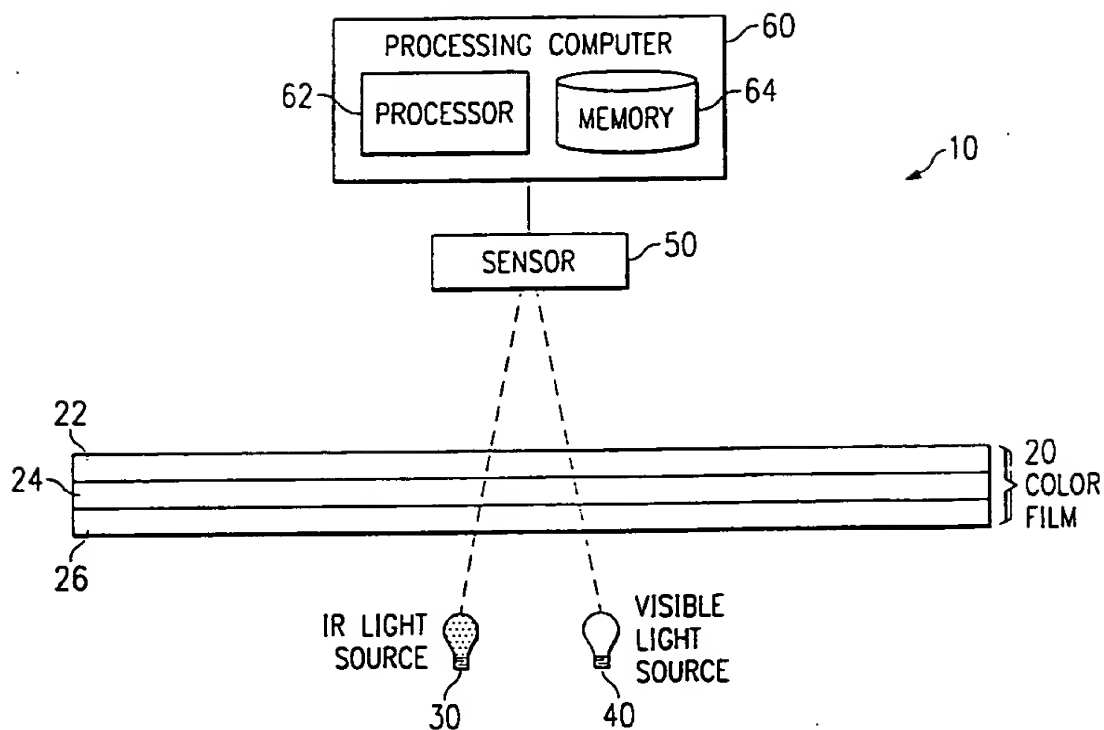 60
PROCESSING COMPUTER
62
PROCESSOR
MEMORY
64
10
SENSOR
50
22
24
26
20
COLOR
FILM
IR LIGHT
SOURCE
VISIBLE
LIGHT
SOURCE
30
40